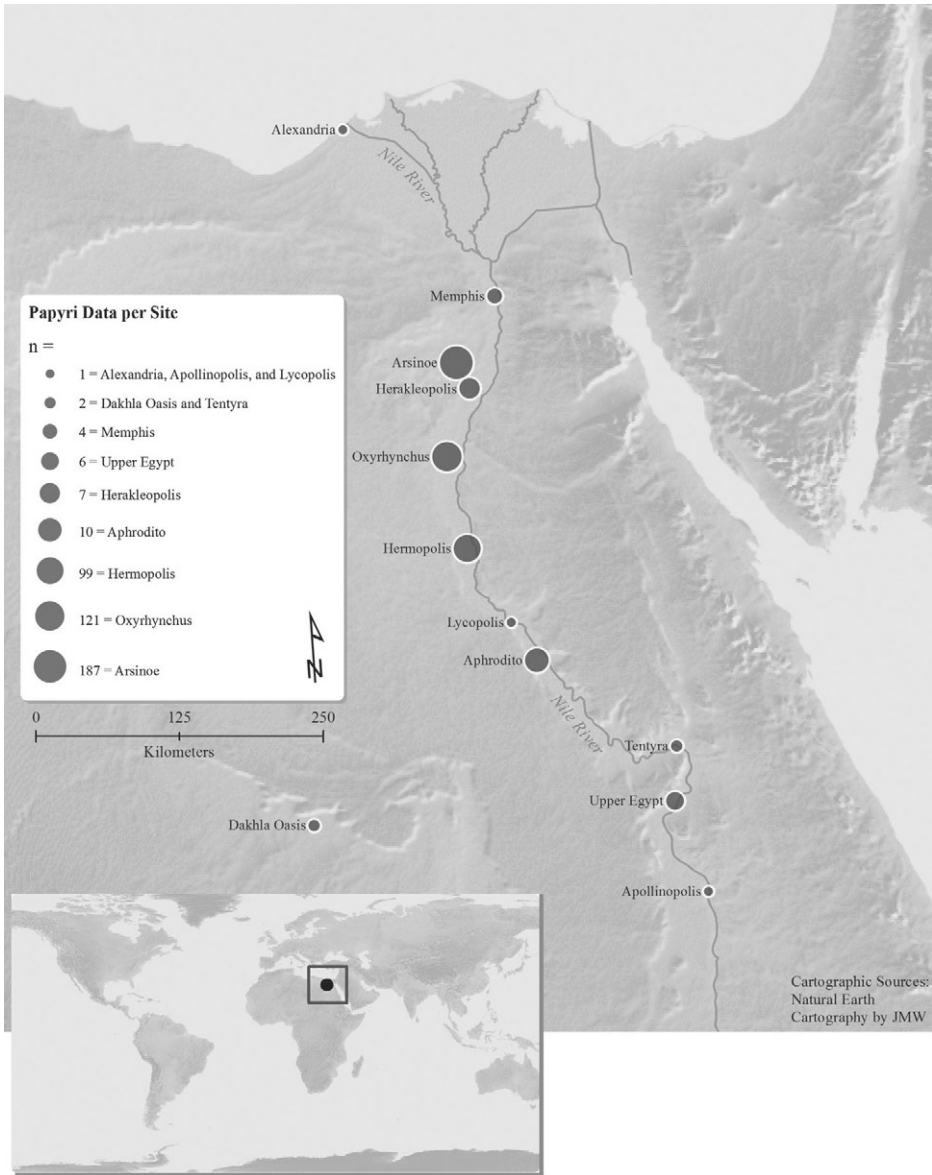 Alexandria
Nile River
Memphis
Papyri Data per Site
n =
1 = Alexandria, Apollinopolis, and Lycopolis
2 = Dakhla Oasis and Tentyra
4 = Memphis
6 = Upper Egypt
7 = Herakleopolis
10 = Aphrodito
99 = Hermopolis
121 = Oxyrhynchus
187 = Arsinoe
N
Arsinoe
Herakleopolis
Oxyrhynchus
Hermopolis
Lycopolis
Aphrodito
Nile River
0 125 250
Kilometers
Tentyra
Upper Egypt
Dakhla Oasis
Apollinopolis
Cartographic Sources:
Natural Earth
Cartography by JMW